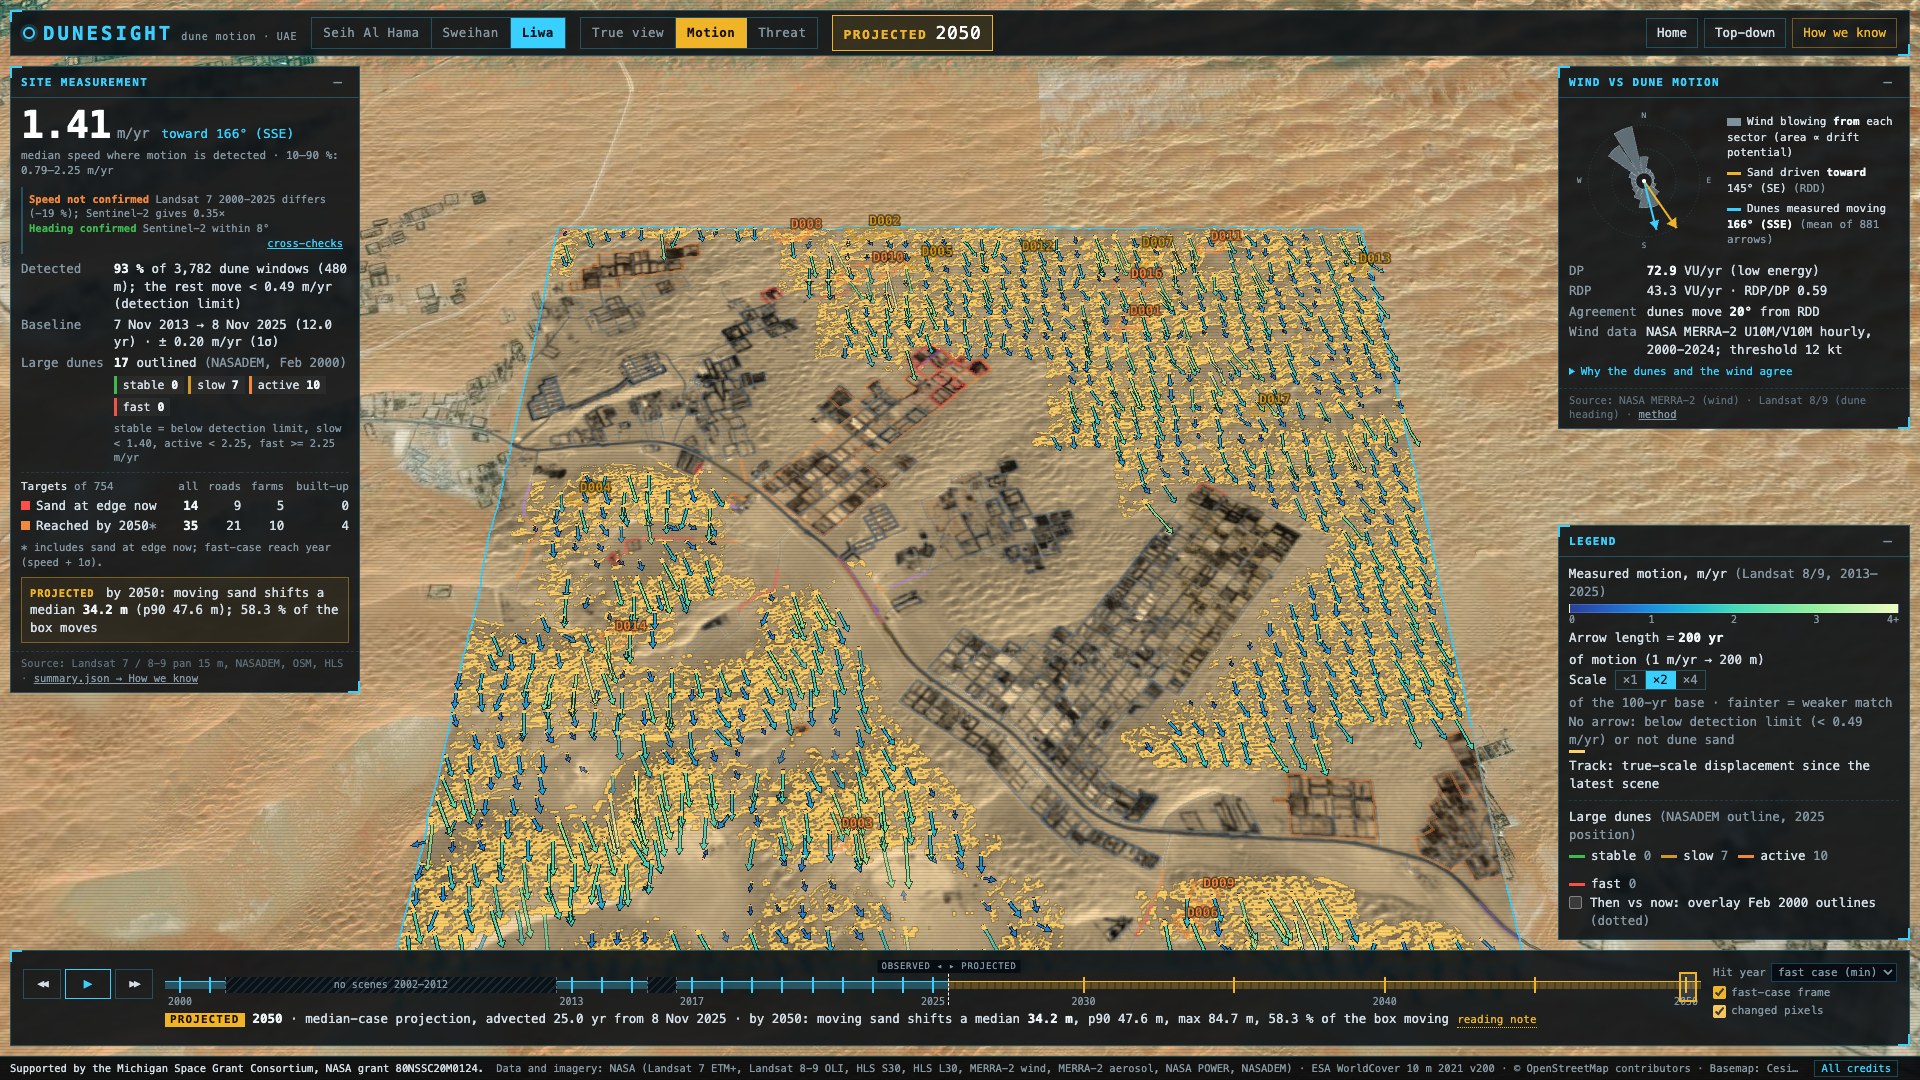 DUNESIGHT dune motion · UAE
Seih Al Hama Sweihan Liwa
True view Motion Threat
PROJECTED 2050
Home Top-down How we know
SITE MEASUREMENT —
1.41 m/yr toward 166° (SSE)
median speed where motion is detected · 10–90 %:
0.79–2.25 m/yr
Speed not confirmed Landsat 7 2000–2025 differs
(−19 %); Sentinel-2 gives 0.35×
Heading confirmed Sentinel-2 within 8°
cross-checks
Detected 93 % of 3,782 dune windows (480
m); the rest move < 0.49 m/yr
(detection limit)
Baseline 7 Nov 2013 → 8 Nov 2025 (12.0
yr) · ± 0.20 m/yr (1σ)
Large dunes 17 outlined (NASADEM, Feb 2000)
stable 0 slow 7 active 10
fast 0
stable = below detection limit, slow
< 1.40, active < 2.25, fast >= 2.25
m/yr
Targets of 754 all roads farms built-up
Sand at edge now 14 9 5 0
Reached by 2050* 35 21 10 4
* includes sand at edge now; fast-case reach year
(speed + 1σ).
PROJECTED by 2050: moving sand shifts a
median 34.2 m (p90 47.6 m); 58.3 % of the
box moves
Source: Landsat 7 / 8–9 pan 15 m, NASADEM, OSM, HLS
· summary.json → How we know
D008
D002
D005
D010
D012
D007
D011
D013
D016
D001
D017
D004
D014
D003
D009
D006
WIND VS DUNE MOTION —
N
W
E
S
Wind blowing from each
sector (area ∝ drift
potential)
Sand driven toward
145° (SE) (RDD)
Dunes measured moving
166° (SSE) (mean of 881
arrows)
DP 72.9 VU/yr (low energy)
RDP 43.3 VU/yr · RDP/DP 0.59
Agreement dunes move 20° from RDD
Wind data NASA MERRA-2 U10M/V10M hourly,
2000–2024; threshold 12 kt
▶ Why the dunes and the wind agree
Source: NASA MERRA-2 (wind) · Landsat 8/9 (dune
heading) · method
LEGEND —
Measured motion, m/yr (Landsat 8/9, 2013–
2025)
0 1 2 3 4+
Arrow length = 200 yr
of motion (1 m/yr → 200 m)
Scale ×1 ×2 ×4
of the 100-yr base · fainter = weaker match
No arrow: below detection limit (< 0.49
m/yr) or not dune sand
Track: true-scale displacement since the
latest scene
Large dunes (NASADEM outline, 2025
position)
stable 0 slow 7 active 10
fast 0
Then vs now: overlay Feb 2000 outlines
(dotted)
OBSERVED ◂ ▸ PROJECTED
no scenes 2002–2012
2000 2013 2017 2025 2030 2040 2050
PROJECTED 2050 · median-case projection, advected 25.0 yr from 8 Nov 2025 · by 2050: moving sand shifts a median 34.2 m, p90 47.6 m, max 84.7 m, 58.3 % of the box moving reading note
Hit year fast case (min)
fast-case frame
changed pixels
Supported by the Michigan Space Grant Consortium, NASA grant 80NSSC20M0124. Data and imagery: NASA (Landsat 7 ETM+, Landsat 8–9 OLI, HLS S30, HLS L30, MERRA-2 wind, MERRA-2 aerosol, NASA POWER, NASADEM) · ESA WorldCover 10 m 2021 v200 · © OpenStreetMap contributors · Basemap: Cesi… All credits